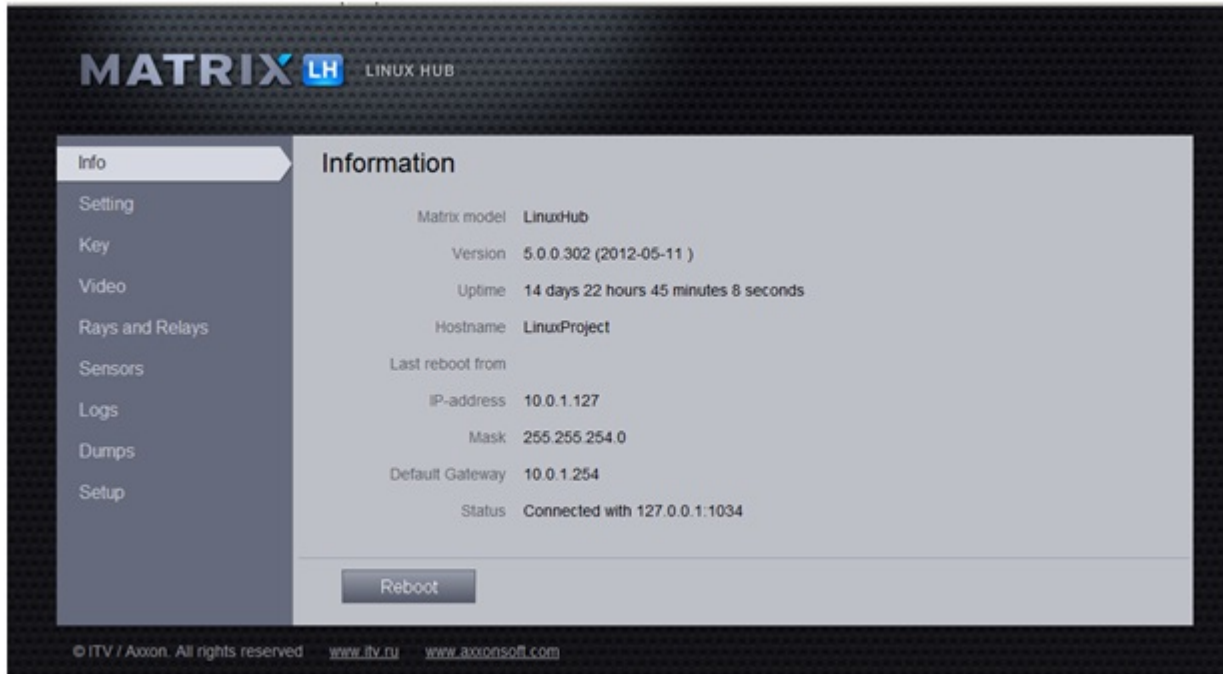 MATRIX LH LINUX HUB
Info
Setting
Key
Video
Rays and Relays
Sensors
Logs
Dumps
Setup
Information
Matrix model LinuxHub
Version 5.0.0.302 (2012-05-11 )
Uptime 14 days 22 hours 45 minutes 8 seconds
Hostname LinuxProject
Last reboot from
IP-address 10.0.1.127
Mask 255.255.254.0
Default Gateway 10.0.1.254
Status Connected with 127.0.0.1:1034
Reboot
© ITV / Axxon. All rights reserved www.itv.ru www.axxonsoft.com